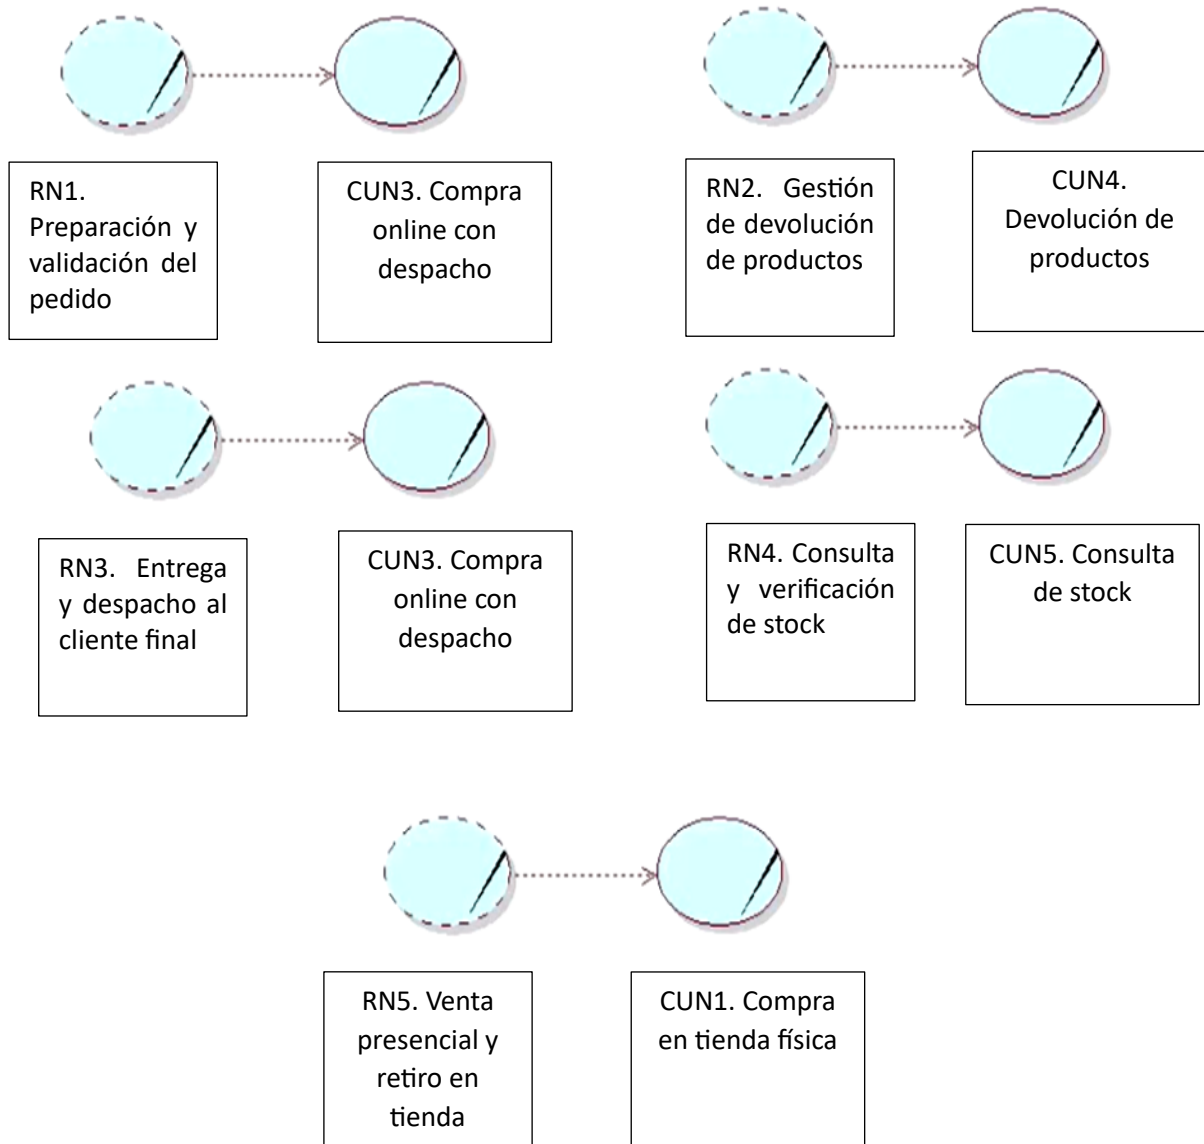 RN1.
Preparación y
validación del
pedido
CUN3. Compra
online con
despacho
RN2. Gestión
de devolución
de productos
CUN4.
Devolución de
productos
RN3. Entrega
y despacho al
cliente final
CUN3. Compra
online con
despacho
RN4. Consulta
y verificación
de stock
CUN5. Consulta
de stock
RN5. Venta
presencial y
retiro en
tienda
CUN1. Compra
en tienda física